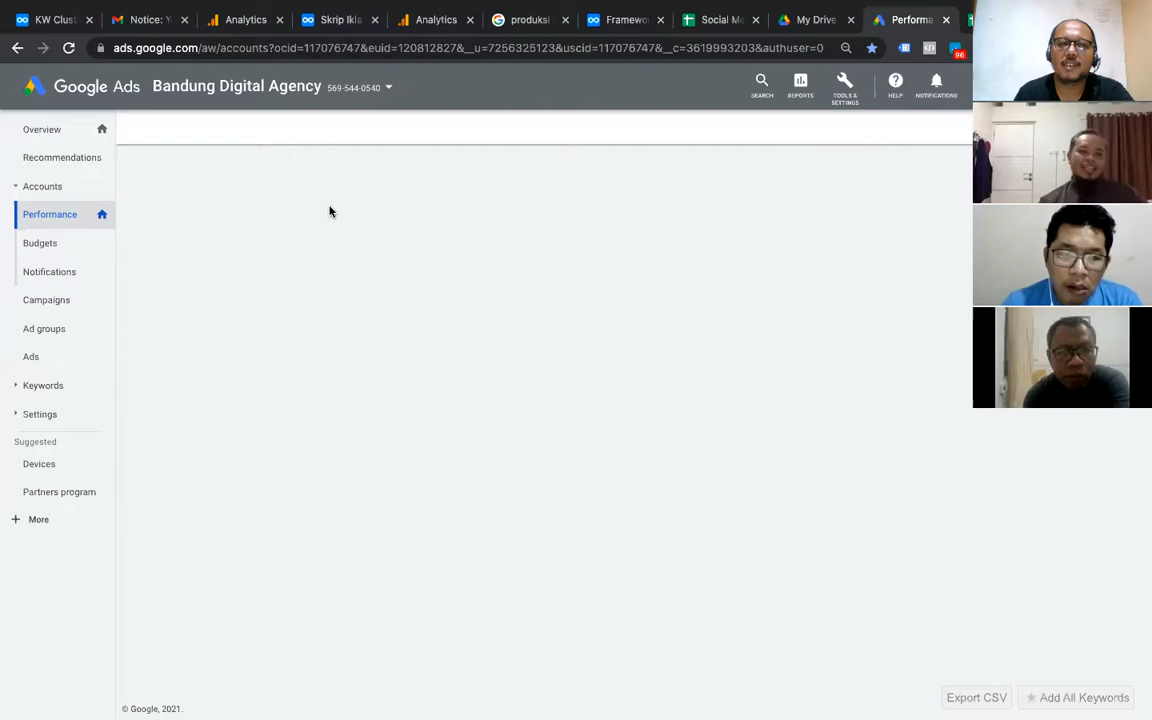 KW Clust
Notice: Y
Analytics
Skrip Ikla
Analytics
produksi
Framewo
Social Me
My Drive
Performa
ads.google.com/aw/accounts?ocid=117076747&euid=120812827&__u=7256325123&uscid=117076747&__c=3619993203&authuser=0
96
Google Ads
Bandung Digital Agency 569-544-0540
SEARCH
REPORTS
TOOLS &
SETTINGS
HELP
NOTIFICATIONS
Overview
Recommendations
Accounts
Performance
Budgets
Notifications
Campaigns
Ad groups
Ads
Keywords
Settings
Suggested
Devices
Partners program
+ More
Export CSV
★ Add All Keywords
© Google, 2021.